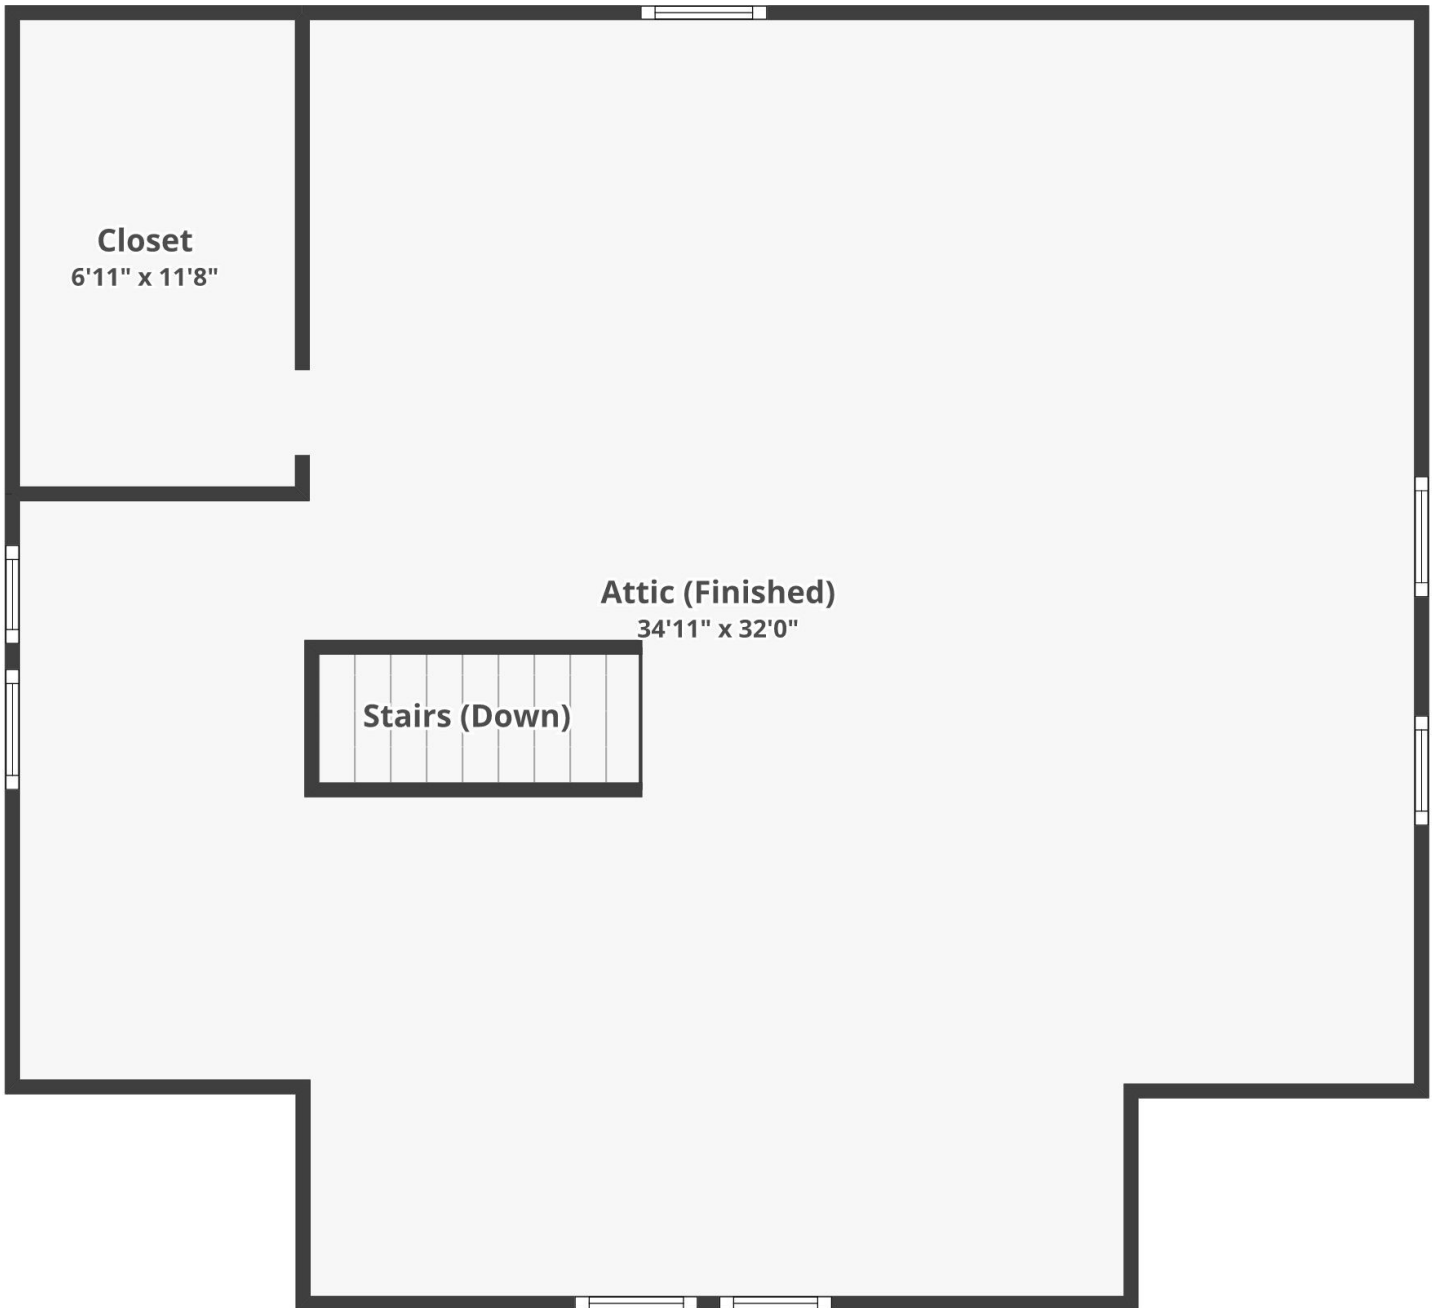 Closet
6'11" x 11'8"
Attic (Finished)
34'11" x 32'0"
Stairs (Down)